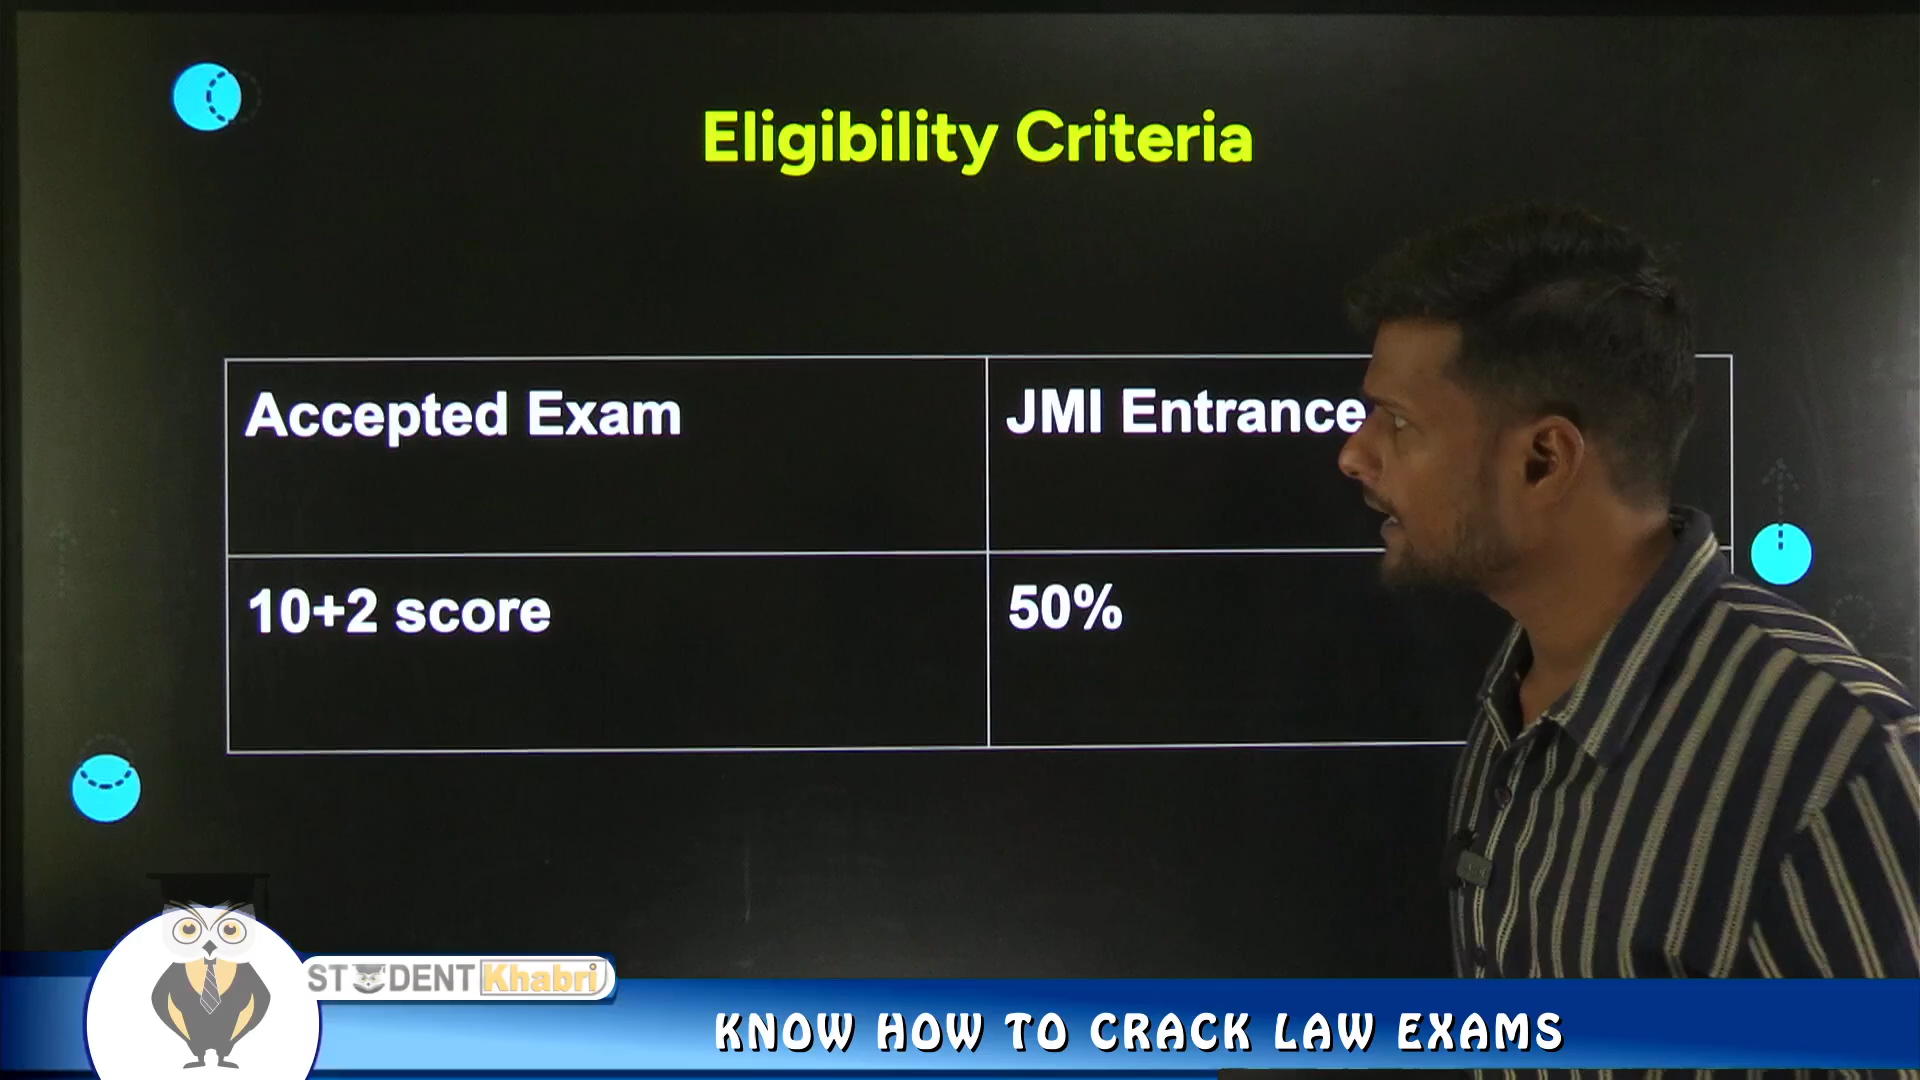 Eligibility Criteria
Accepted Exam
JMI Entrance
10+2 score
50%
STUDENT Khabri
KNOW HOW TO CRACK LAW EXAMS